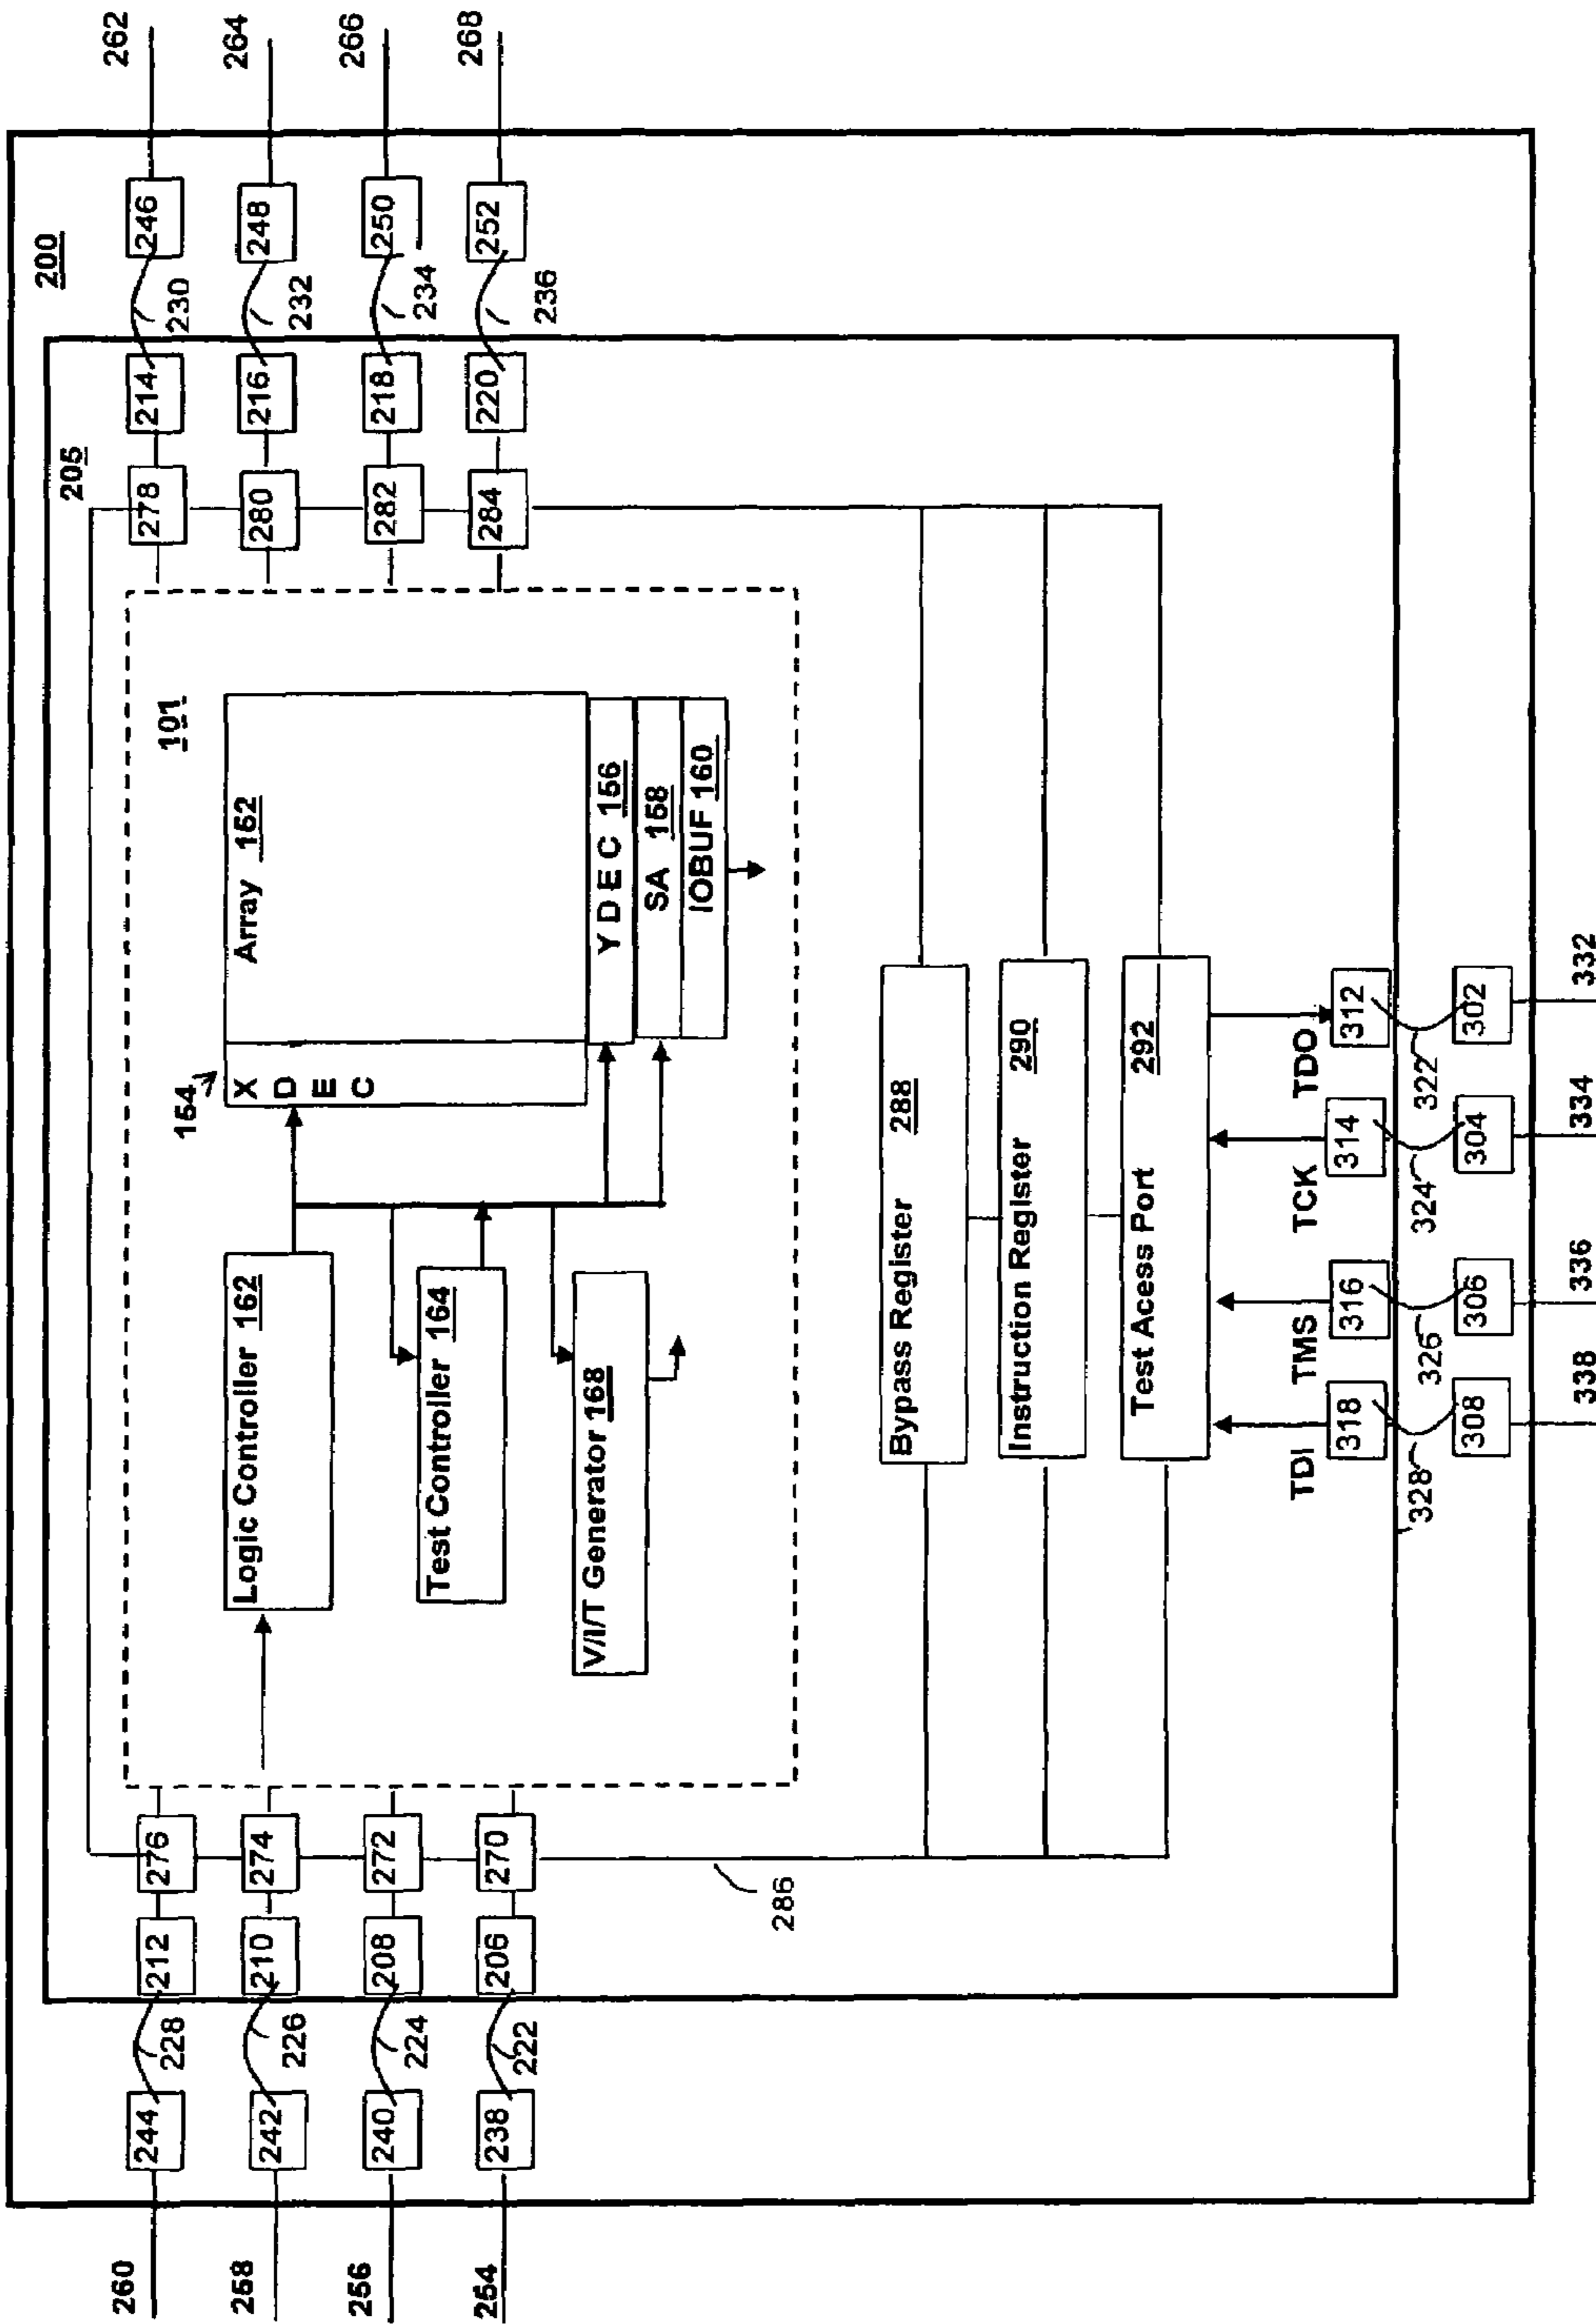 200
205
260 244 228 212 276 278 214 230 246 262
101
154
258 242 226 210 274 Logic Controller 162 X D E C Array 152 280 216 232 248 264
256 240 224 208 272 Test Controller 164 282 218 234 250 266
254 238 222 206 270 284 220 236 252 268
V/I/T Generator 168 Y D E C 156
SA 158
IOBUF 160
286
Bypass Register 288
Instruction Register 290
Test Acess Port 292
TDI TMS TCK TDO
318 316 314 312
328 326 324 322
308 306 304 302
338 336 334 332